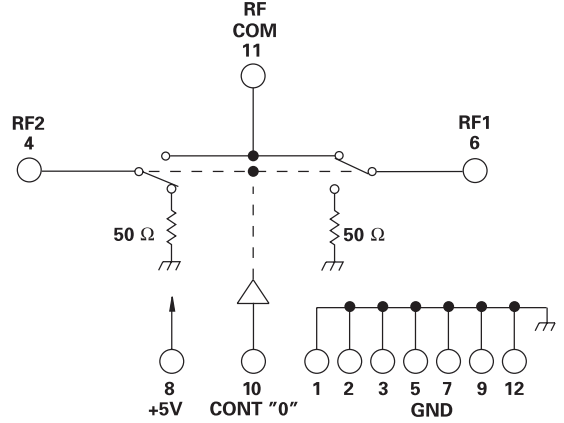 RF
COM
11
RF2
4
RF1
6
50 Ω
50 Ω
8
+5V
10
CONT ″0″
1 2 3 5 7 9 12
GND